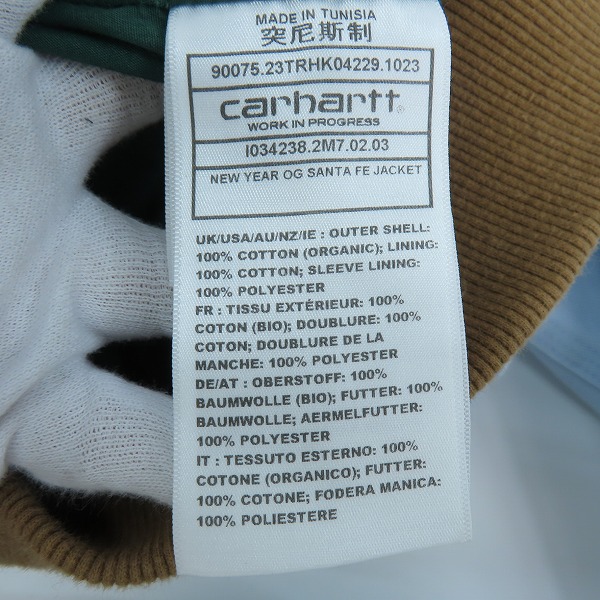 MADE IN TUNISIA
突尼斯制
90075.23TRHK04229.1023
carhartt
WORK IN PROGRESS
I034238.2M7.02.03
NEW YEAR OG SANTA FE JACKET
UK/USA/AU/NZ/IE : OUTER SHELL:
100% COTTON (ORGANIC); LINING:
100% COTTON; SLEEVE LINING:
100% POLYESTER
FR : TISSU EXTÉRIEUR: 100%
COTON (BIO); DOUBLURE: 100%
COTON; DOUBLURE DE LA
MANCHE: 100% POLYESTER
DE/AT : OBERSTOFF: 100%
BAUMWOLLE (BIO); FUTTER: 100%
BAUMWOLLE; AERMELFUTTER:
100% POLYESTER
IT : TESSUTO ESTERNO: 100%
COTONE (ORGANICO); FUTTER:
100% COTONE; FODERA MANICA:
100% POLIESTERE